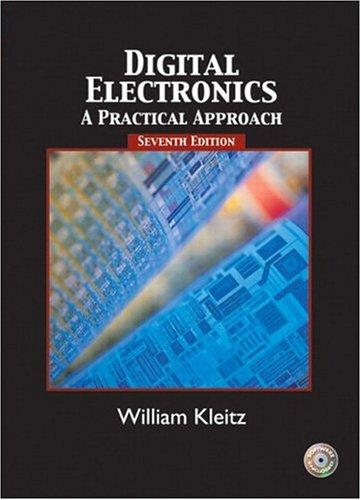 DIGITAL
ELECTRONICS
A PRACTICAL APPROACH
SEVENTH EDITION
William Kleitz